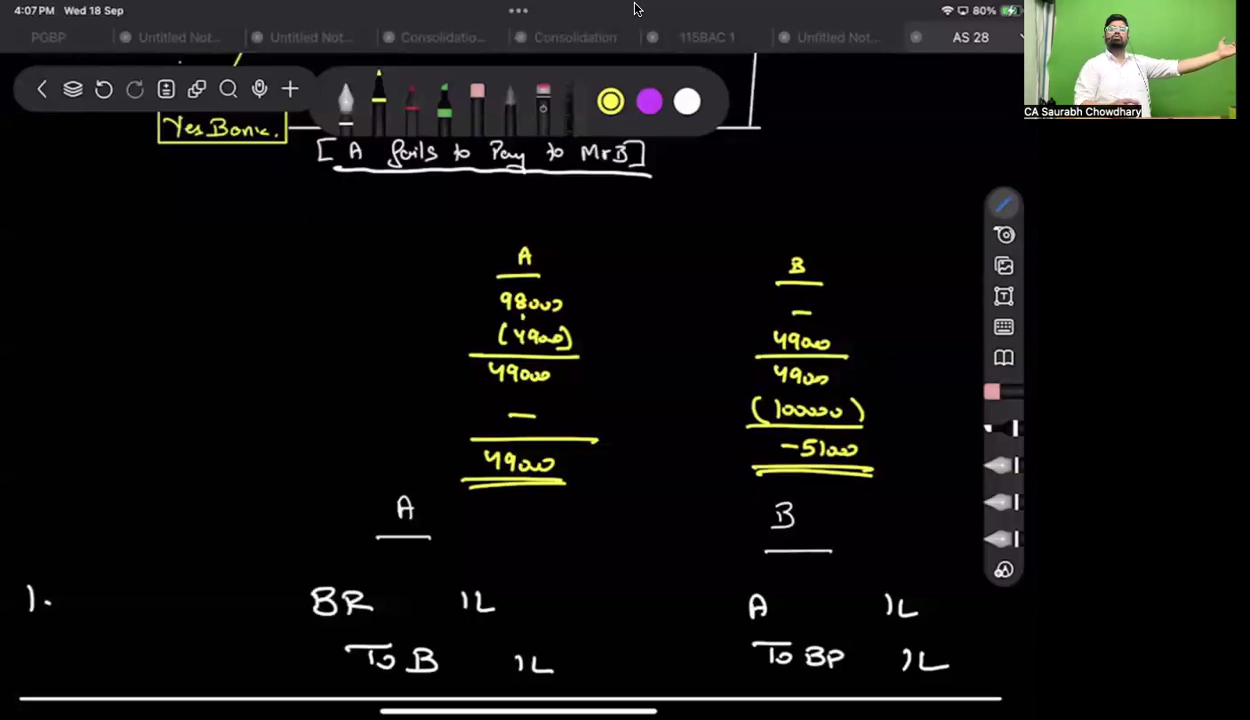 4:07 PM Wed 18 Sep
80%
PGBP
Untitled Not...
Untitled Not...
Consolidatio...
Consolidation
115BAC 1
Untitled Not...
AS 28
CA Saurabh Chowdhary
Yes Bank.
[A fails to Pay to Mr B]
A
98000
(49000)
49000
—
49000
B
—
49000
49000
(100000)
-51000
A
B
1.
BR 1L
A 1L
To B 1L
To BP 1L